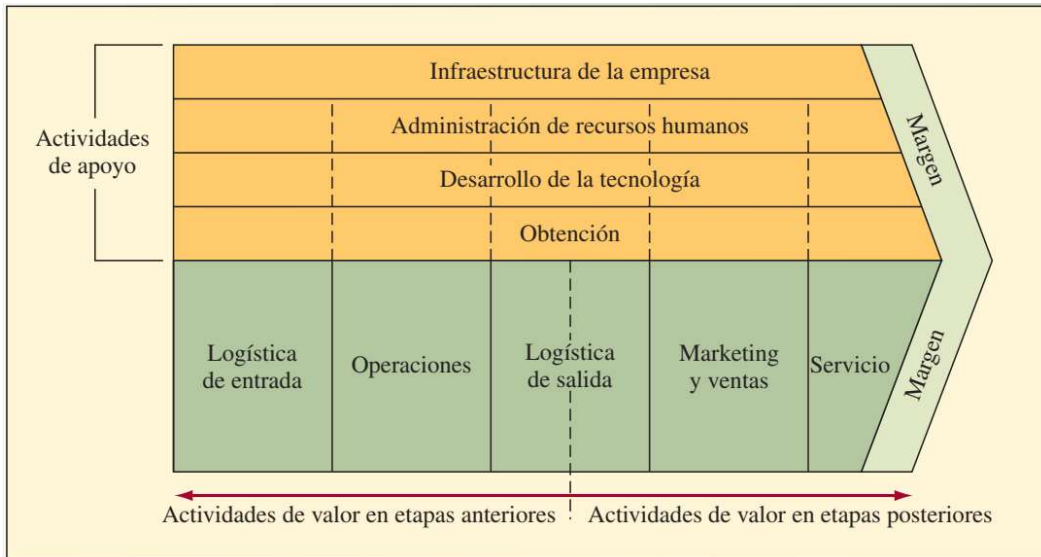 Infraestructura de la empresa
Administración de recursos humanos
Desarrollo de la tecnología
Obtención
Actividades
de apoyo
Margen
Logística
de entrada
Operaciones
Logística
de salida
Marketing
y ventas
Servicio
Margen
Actividades de valor en etapas anteriores
Actividades de valor en etapas posteriores